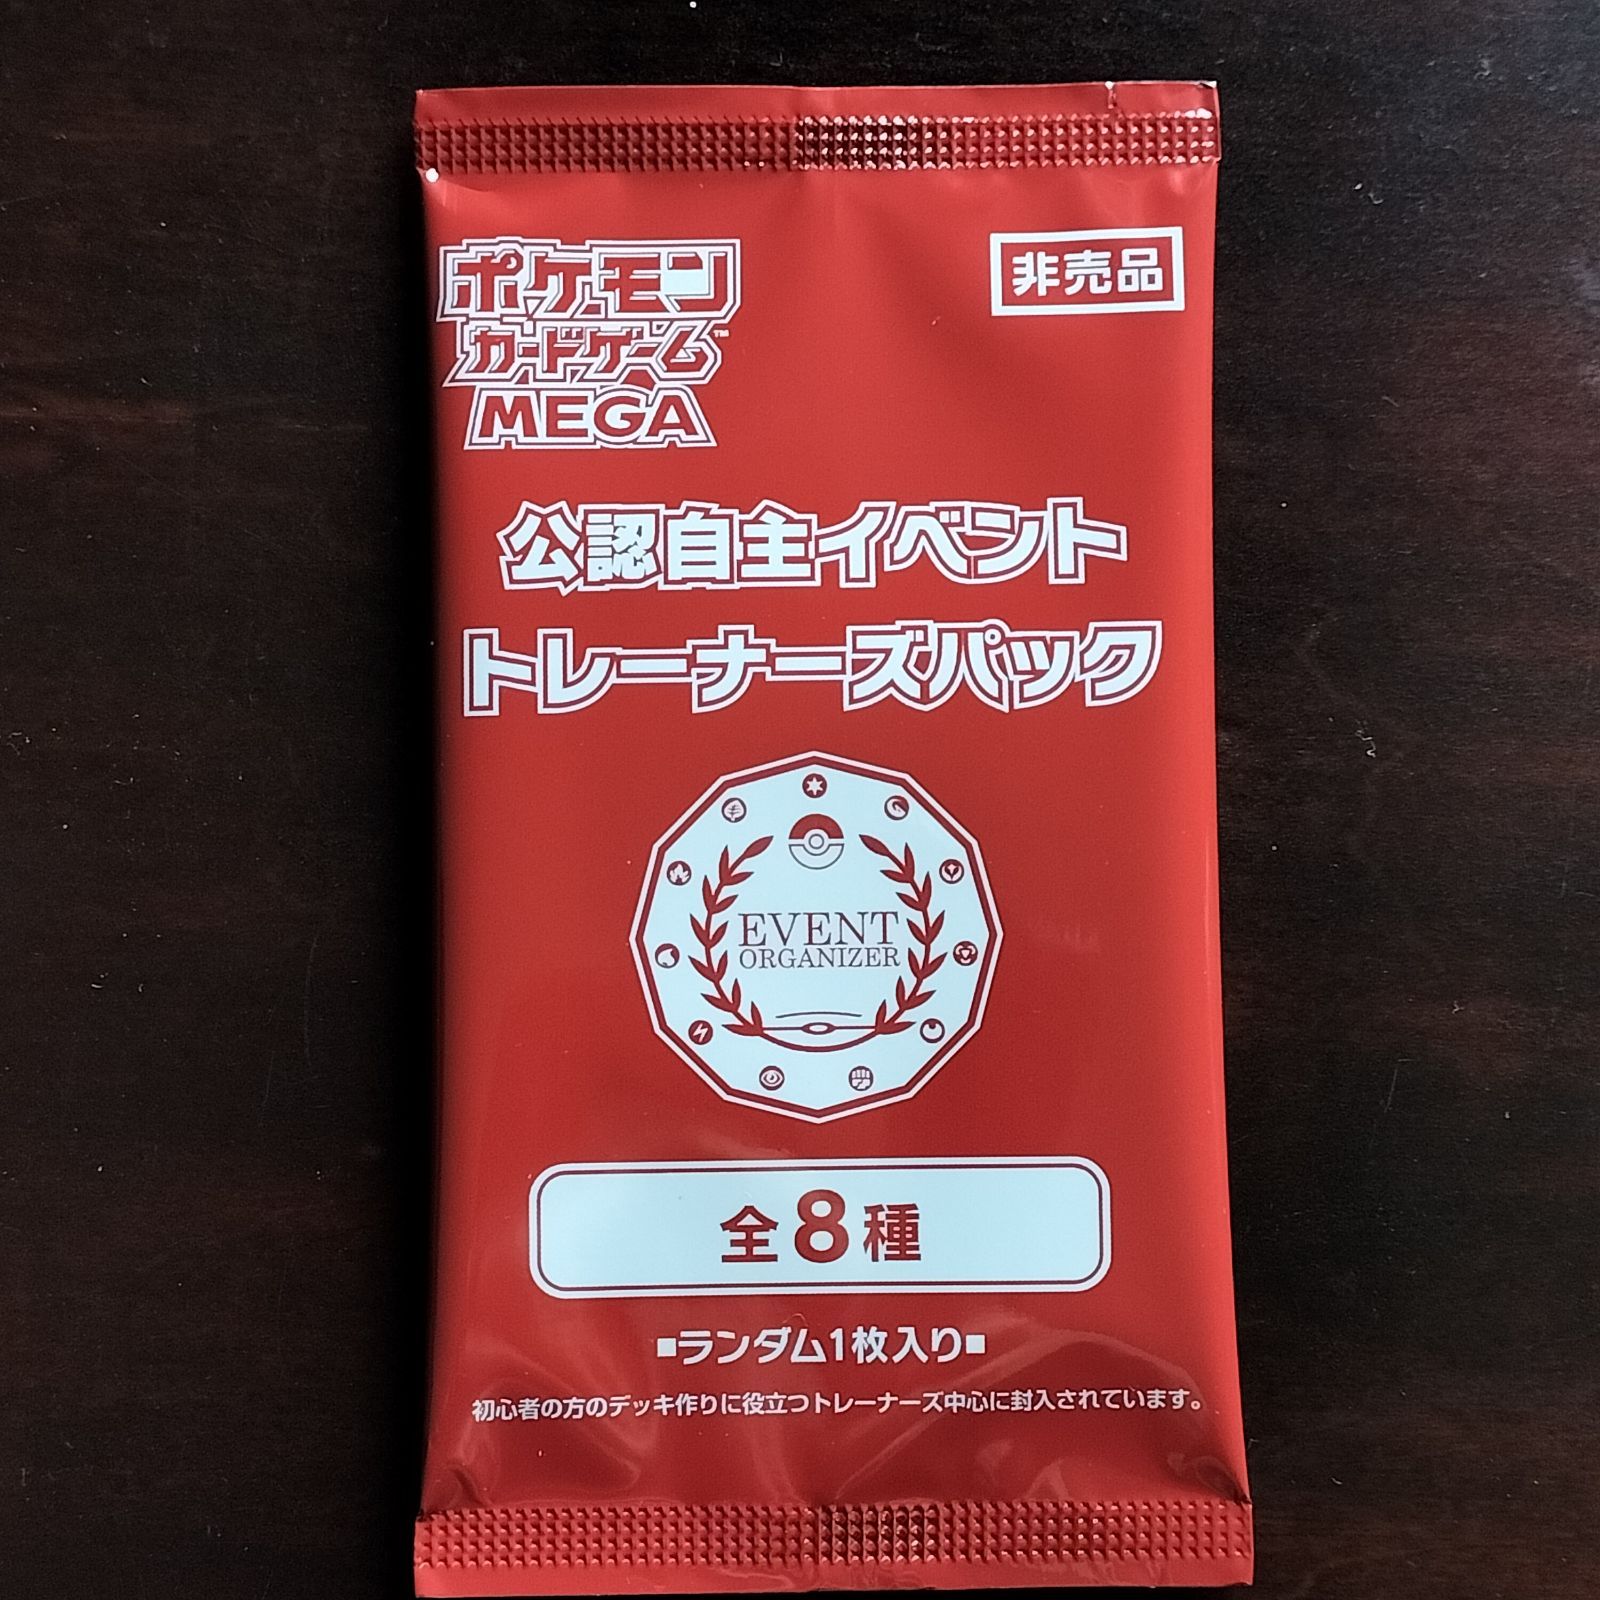 ポケモン
カードゲーム™
MEGA
非売品
公認自主イベント
トレーナーズパック
EVENT
ORGANIZER
全8種
■ランダム1枚入り■
初心者の方のデッキ作りに役立つトレーナーズ中心に封入されています。